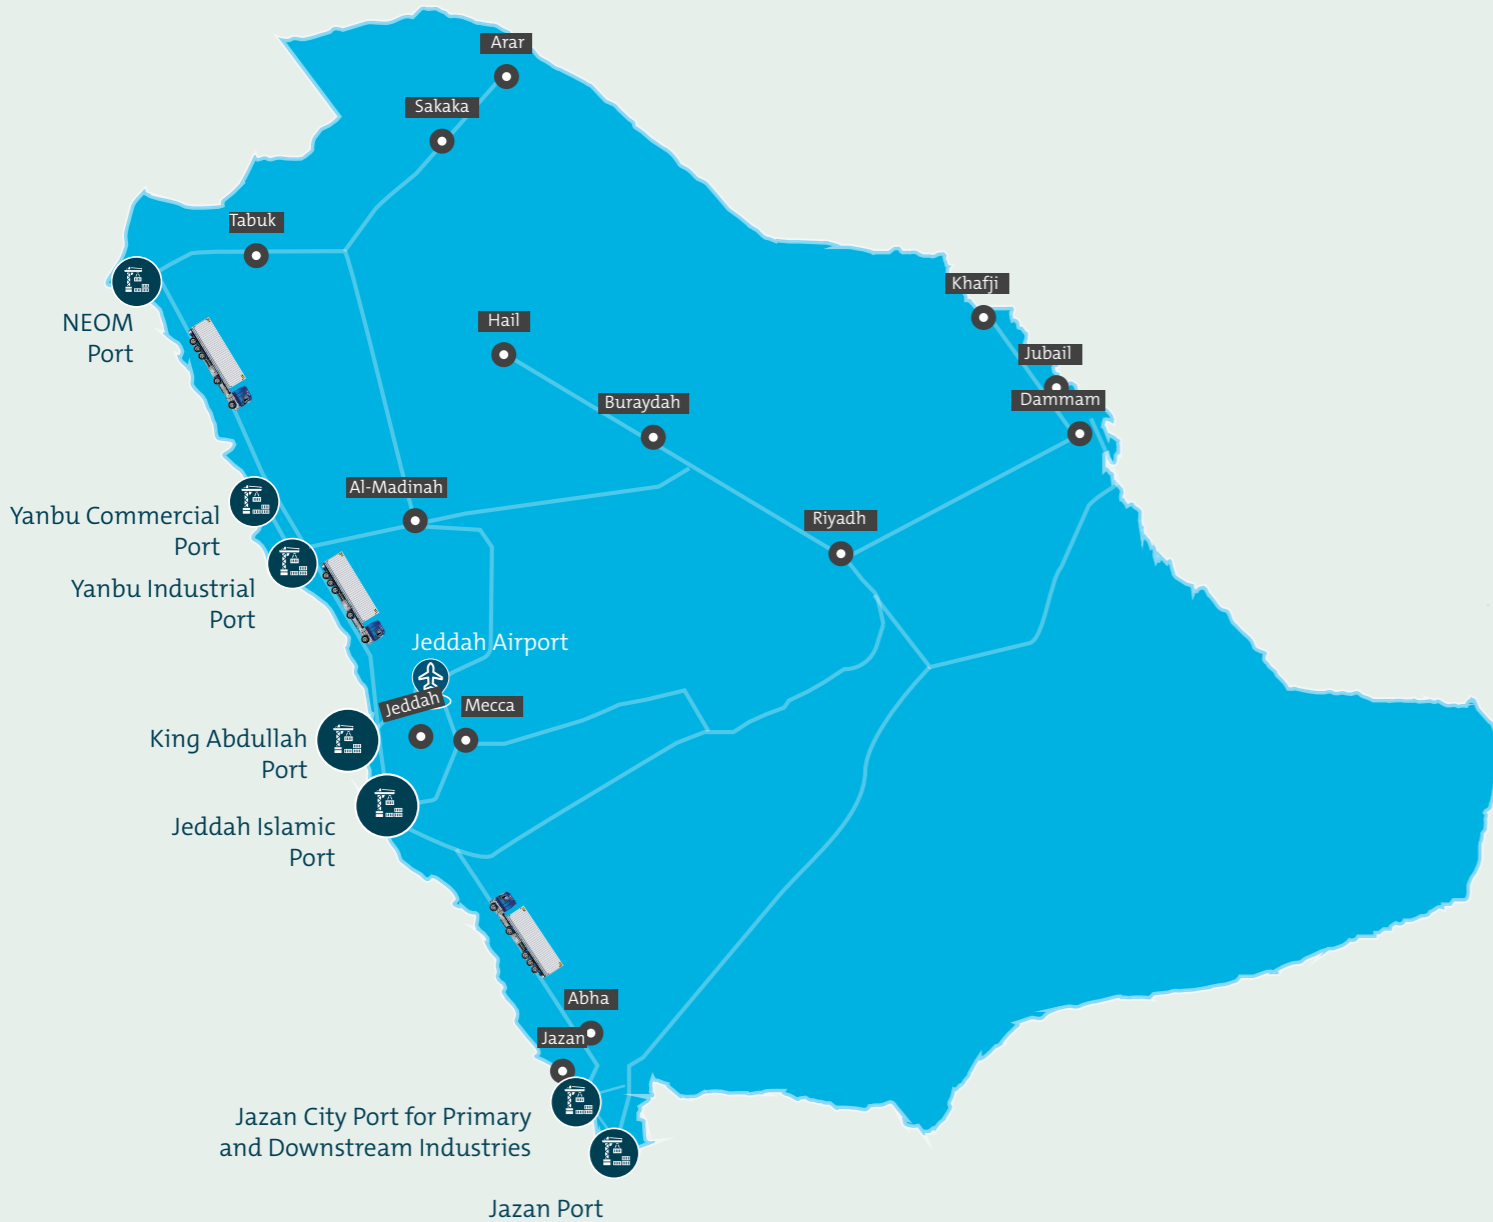 Arar
Sakaka
Tabuk
NEOM
Port
Khafji
Hail
Jubail
Dammam
Buraydah
Al-Madinah
Yanbu Commercial
Port
Riyadh
Yanbu Industrial
Port
Jeddah Airport
Jeddah
Mecca
King Abdullah
Port
Jeddah Islamic
Port
Abha
Jazan
Jazan City Port for Primary
and Downstream Industries
Jazan Port